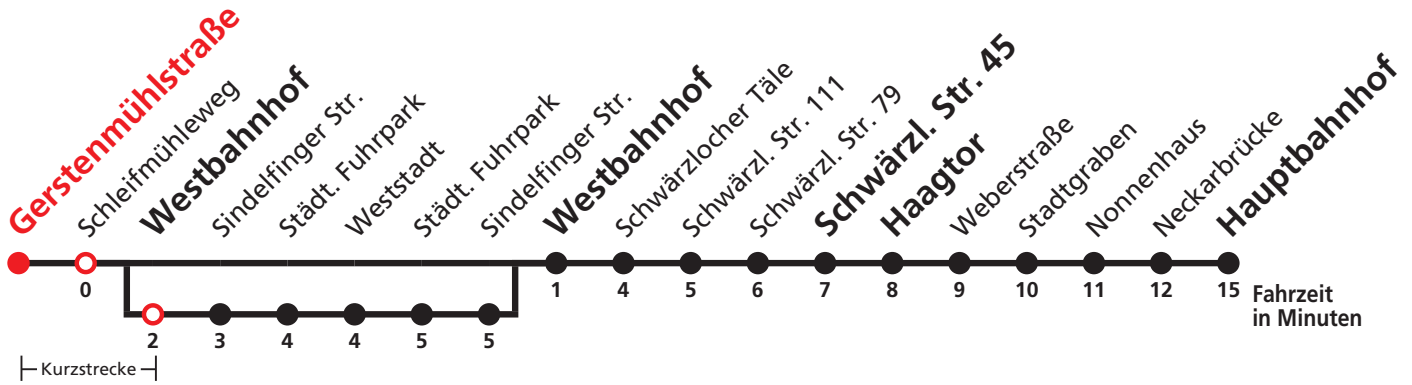 Gerstenmühlstraße
Schleifmühleweg
Westbahnhof
Sindelfinger Str.
Städt. Fuhrpark
Weststadt
Städt. Fuhrpark
Sindelfinger Str.
Westbahnhof
Schwärzlocher Täle
Schwärzl. Str. 111
Schwärzl. Str. 79
Schwärzl. Str. 45
Haagtor
Weberstraße
Stadtgraben
Nonnenhaus
Neckarbrücke
Hauptbahnhof
0 1 4 5 6 7 8 9 10 11 12 15 Fahrzeit
in Minuten
2 3 4 4 5 5
Kurzstrecke